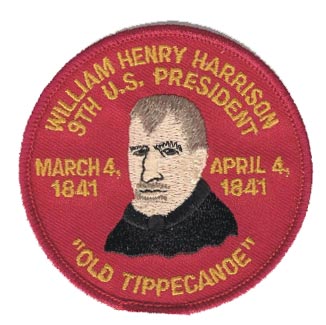 WILLIAM HENRY HARRISON
9TH U.S. PRESIDENT
MARCH 4, 1841
APRIL 4, 1841
"OLD TIPPECANOE"